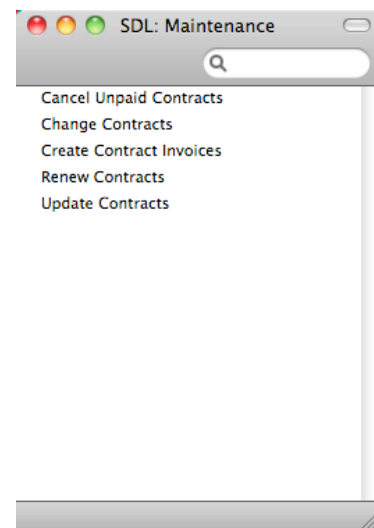 SDL: Maintenance
Cancel Unpaid Contracts
Change Contracts
Create Contract Invoices
Renew Contracts
Update Contracts